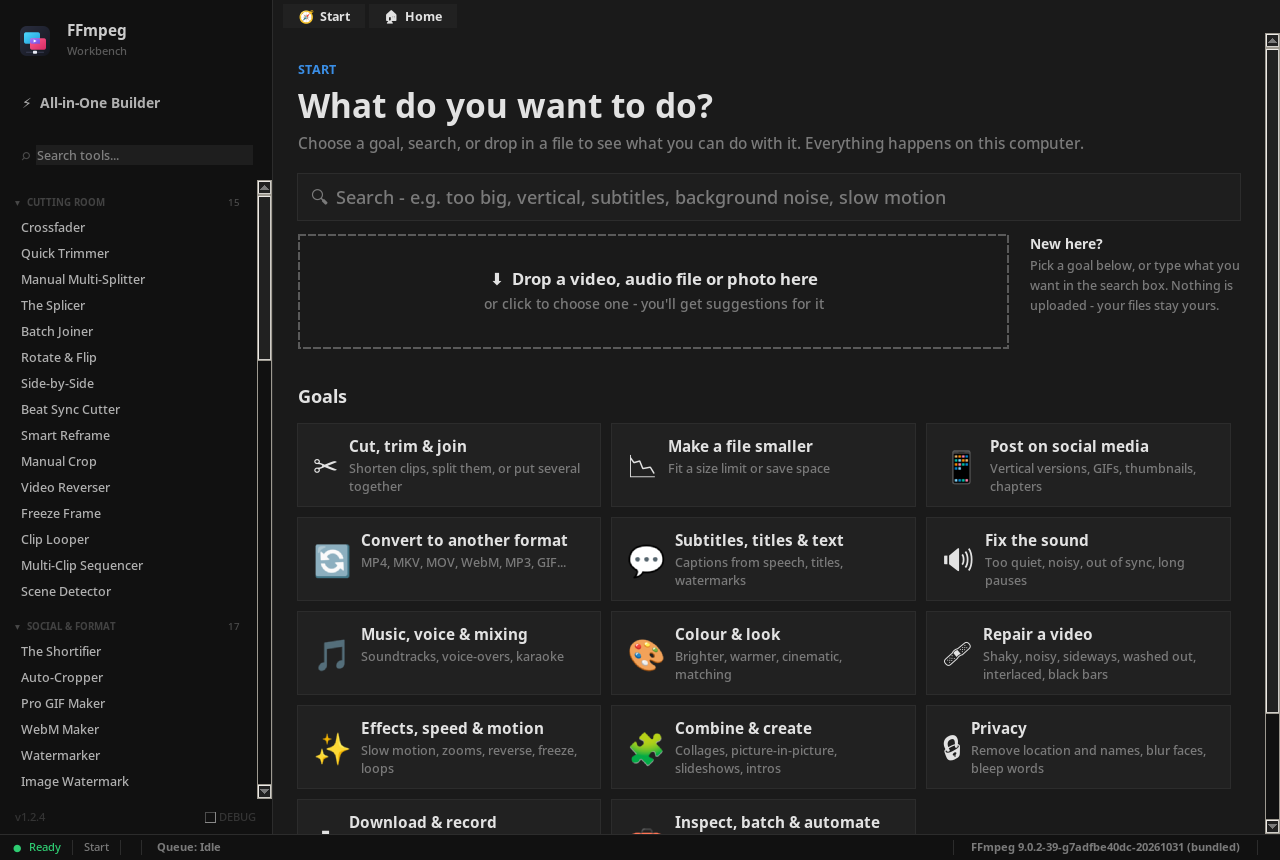 FFmpeg
Workbench
⚡ All-in-One Builder
Search tools...
CUTTING ROOM 15
Crossfader
Quick Trimmer
Manual Multi-Splitter
The Splicer
Batch Joiner
Rotate & Flip
Side-by-Side
Beat Sync Cutter
Smart Reframe
Manual Crop
Video Reverser
Freeze Frame
Clip Looper
Multi-Clip Sequencer
Scene Detector
SOCIAL & FORMAT 17
The Shortifier
Auto-Cropper
Pro GIF Maker
WebM Maker
Watermarker
Image Watermark
v1.2.4 DEBUG
Start Home
START
What do you want to do?
Choose a goal, search, or drop in a file to see what you can do with it. Everything happens on this computer.
Search - e.g. too big, vertical, subtitles, background noise, slow motion
Drop a video, audio file or photo here
or click to choose one - you'll get suggestions for it
New here?
Pick a goal below, or type what you
want in the search box. Nothing is
uploaded - your files stay yours.
Goals
Cut, trim & join
Shorten clips, split them, or put several
together
Make a file smaller
Fit a size limit or save space
Post on social media
Vertical versions, GIFs, thumbnails,
chapters
Convert to another format
MP4, MKV, MOV, WebM, MP3, GIF...
Subtitles, titles & text
Captions from speech, titles,
watermarks
Fix the sound
Too quiet, noisy, out of sync, long
pauses
Music, voice & mixing
Soundtracks, voice-overs, karaoke
Colour & look
Brighter, warmer, cinematic,
matching
Repair a video
Shaky, noisy, sideways, washed out,
interlaced, black bars
Effects, speed & motion
Slow motion, zooms, reverse, freeze,
loops
Combine & create
Collages, picture-in-picture,
slideshows, intros
Privacy
Remove location and names, blur faces,
bleep words
Download & record
Inspect, batch & automate
Ready Start Queue: Idle FFmpeg 9.0.2-39-g7adfbe40dc-20261031 (bundled)